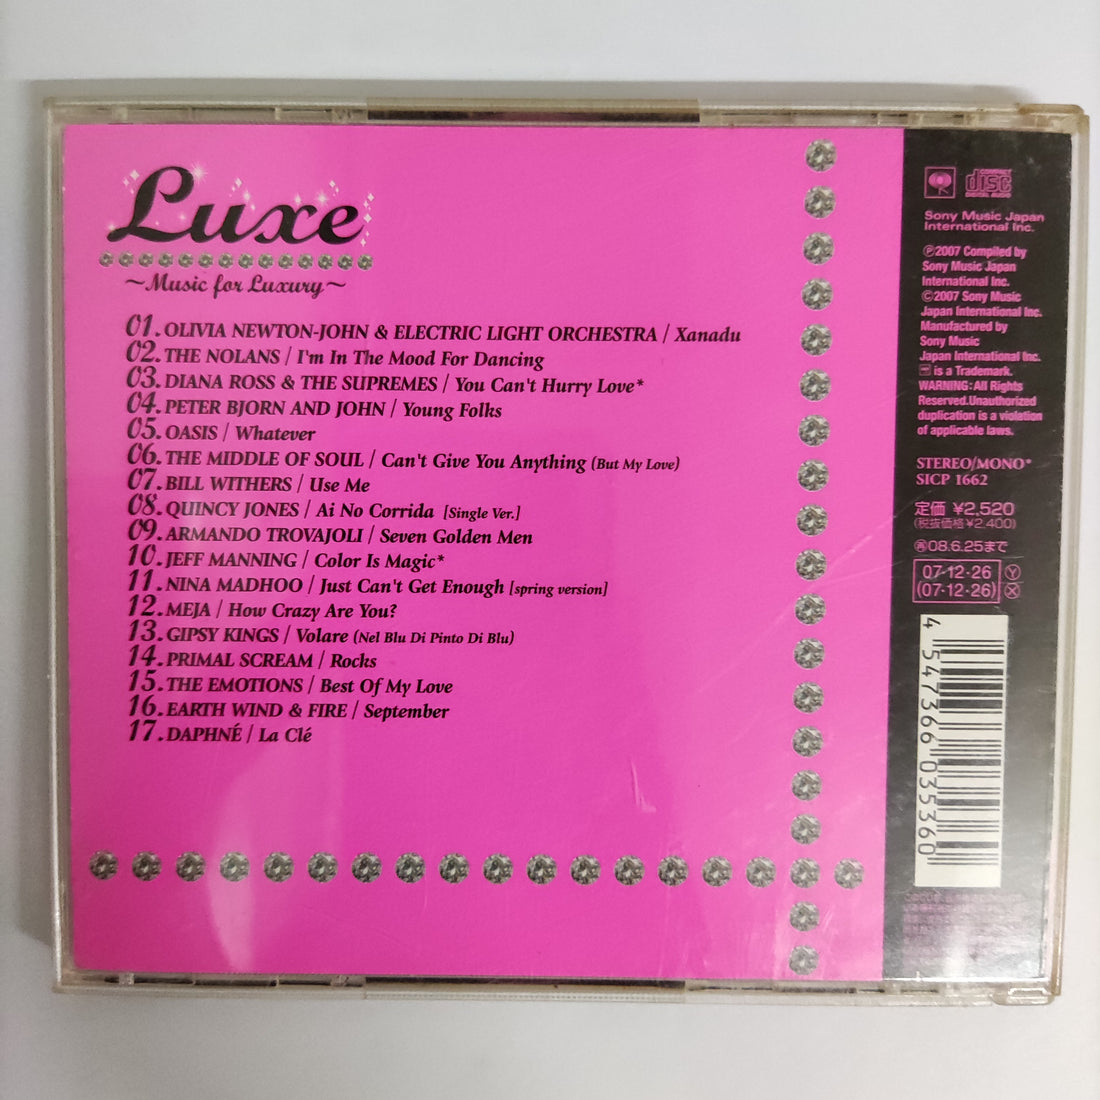 Luxe
～Music for Luxury～
01. OLIVIA NEWTON-JOHN & ELECTRIC LIGHT ORCHESTRA / Xanadu
02. THE NOLANS / I'm In The Mood For Dancing
03. DIANA ROSS & THE SUPREMES / You Can't Hurry Love*
04. PETER BJORN AND JOHN / Young Folks
05. OASIS / Whatever
06. THE MIDDLE OF SOUL / Can't Give You Anything (But My Love)
07. BILL WITHERS / Use Me
08. QUINCY JONES / Ai No Corrida [Single Ver.]
09. ARMANDO TROVAJOLI / Seven Golden Men
10. JEFF MANNING / Color Is Magic*
11. NINA MADHOO / Just Can't Get Enough [spring version]
12. MEJA / How Crazy Are You?
13. GIPSY KINGS / Volare (Nel Blu Di Pinto Di Blu)
14. PRIMAL SCREAM / Rocks
15. THE EMOTIONS / Best Of My Love
16. EARTH WIND & FIRE / September
17. DAPHNÉ / La Clé
COMPACT
disc
DIGITAL AUDIO
Sony Music Japan
International Inc.
℗2007 Compiled by
Sony Music Japan
International Inc.
©2007 Sony Music
Japan International Inc.
Manufactured by
Sony Music
Japan International Inc.
is a Trademark.
WARNING: All Rights
Reserved.Unauthorized
duplication is a violation
of applicable laws.
STEREO/MONO*
SICP 1662
定価 ¥2,520
(税抜価格¥2,400)
㊐08.6.25まで
07·12·26 Ⓨ
(07·12·26) Ⓧ
4 547366 035360